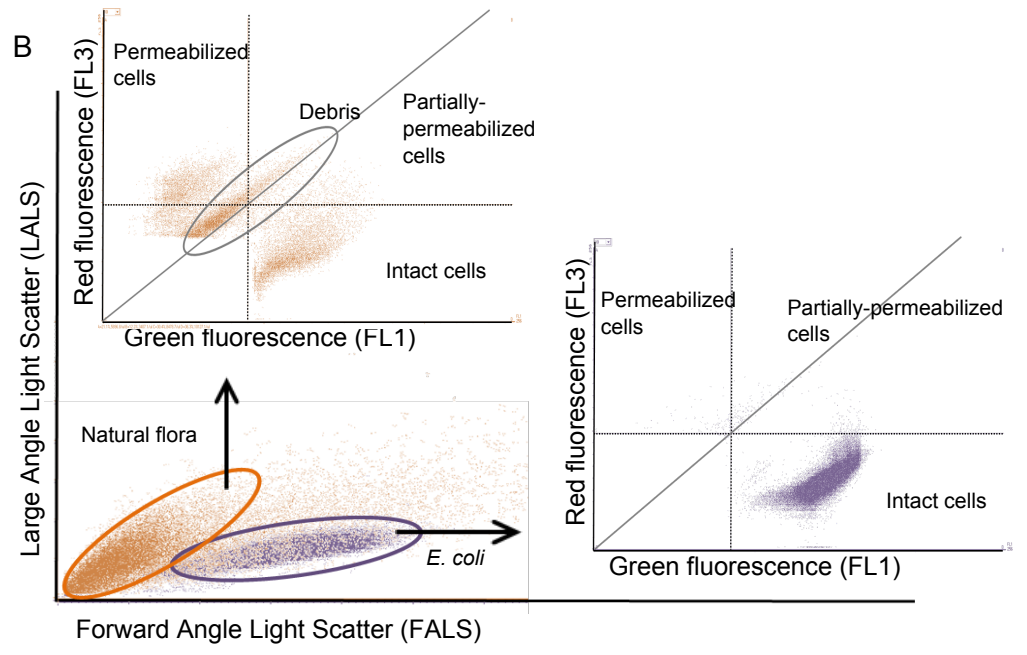 B
Permeabilized
cells
Debris
Partially-
permeabilized
cells
Intact cells
Red fluorescence (FL3)
Green fluorescence (FL1)
Large Angle Light Scatter (LALS)
Natural flora
E. coli
Forward Angle Light Scatter (FALS)
Permeabilized
cells
Partially-permeabilized
cells
Intact cells
Red fluorescence (FL3)
Green fluorescence (FL1)